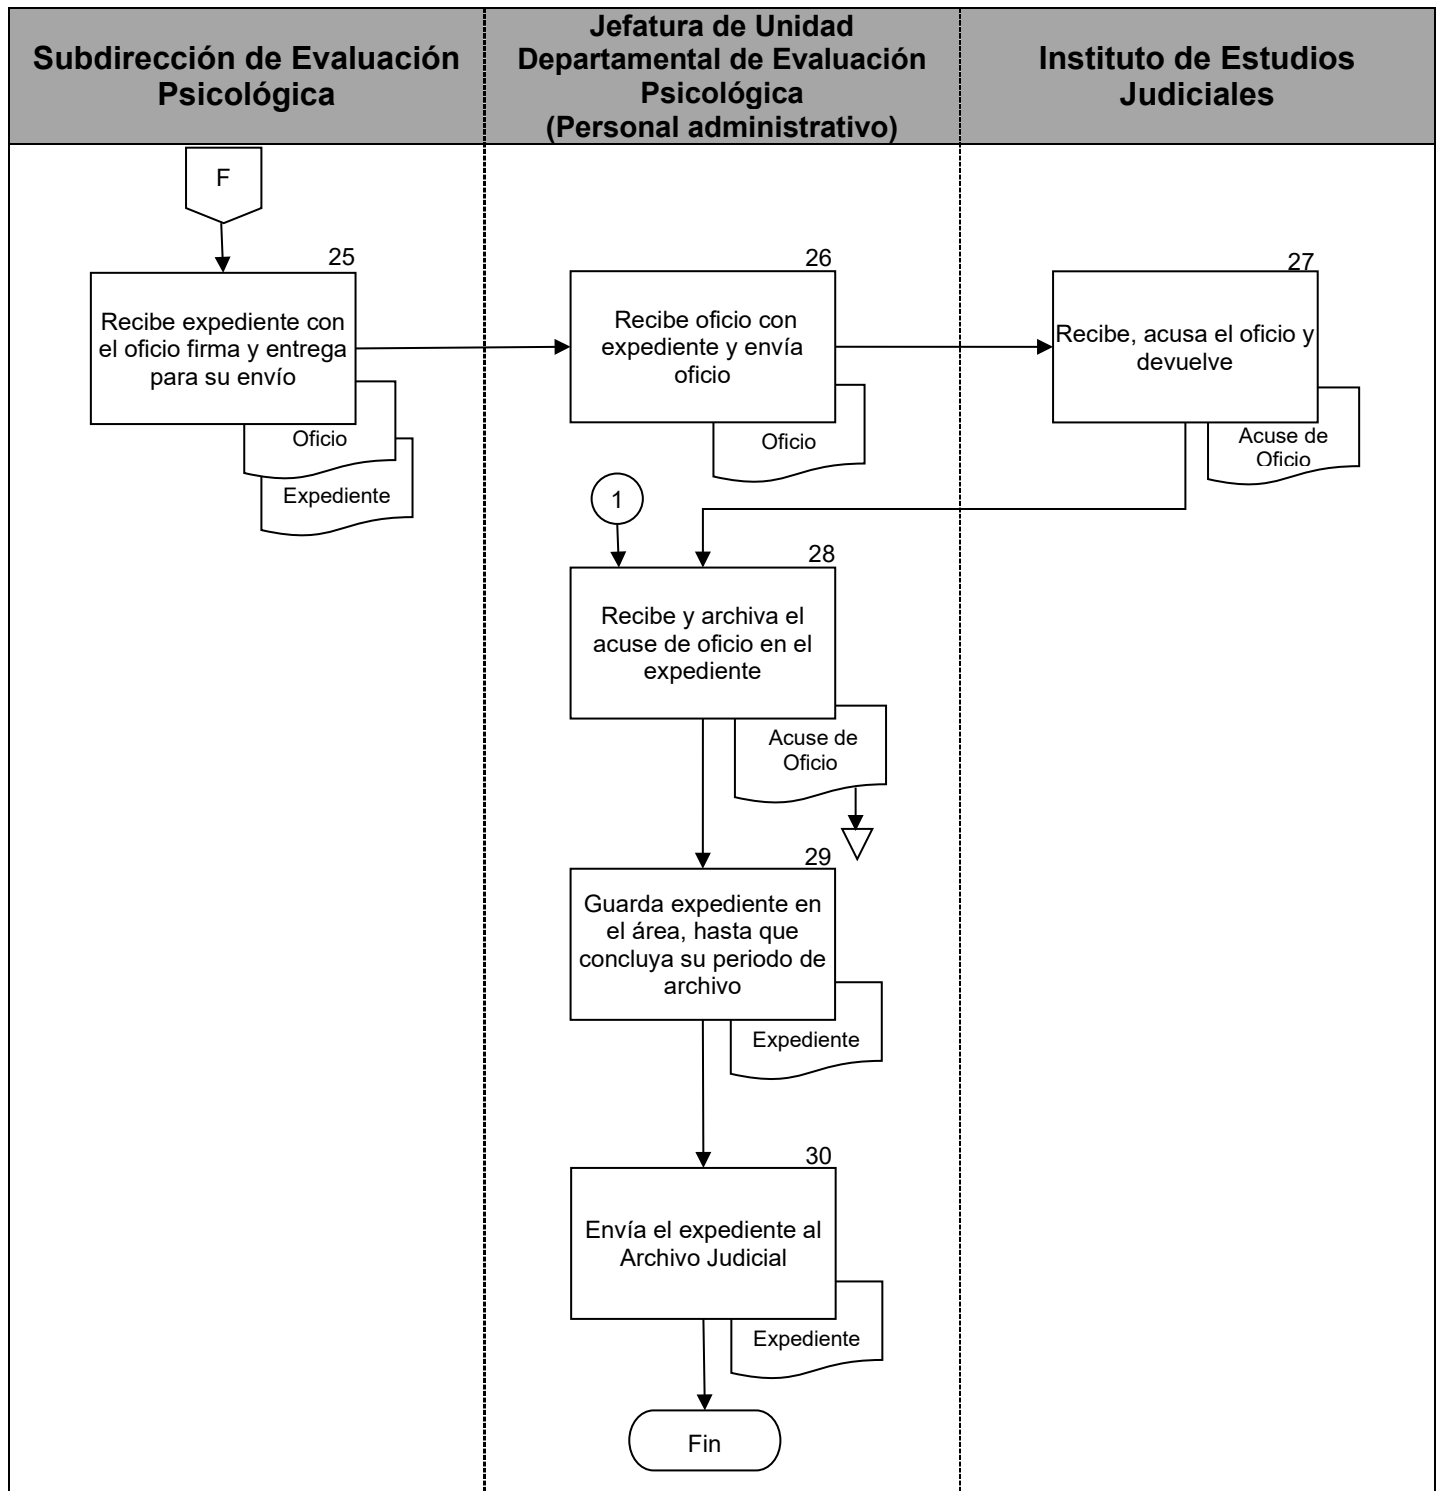 Subdirección de Evaluación
Psicológica
Jefatura de Unidad
Departamental de Evaluación
Psicológica
(Personal administrativo)
Instituto de Estudios
Judiciales
F
25
Recibe expediente con
el oficio firma y entrega
para su envío
Oficio
Expediente
26
Recibe oficio con
expediente y envía
oficio
Oficio
27
Recibe, acusa el oficio y
devuelve
Acuse de
Oficio
1
28
Recibe y archiva el
acuse de oficio en el
expediente
Acuse de
Oficio
29
Guarda expediente en
el área, hasta que
concluya su periodo de
archivo
Expediente
30
Envía el expediente al
Archivo Judicial
Expediente
Fin